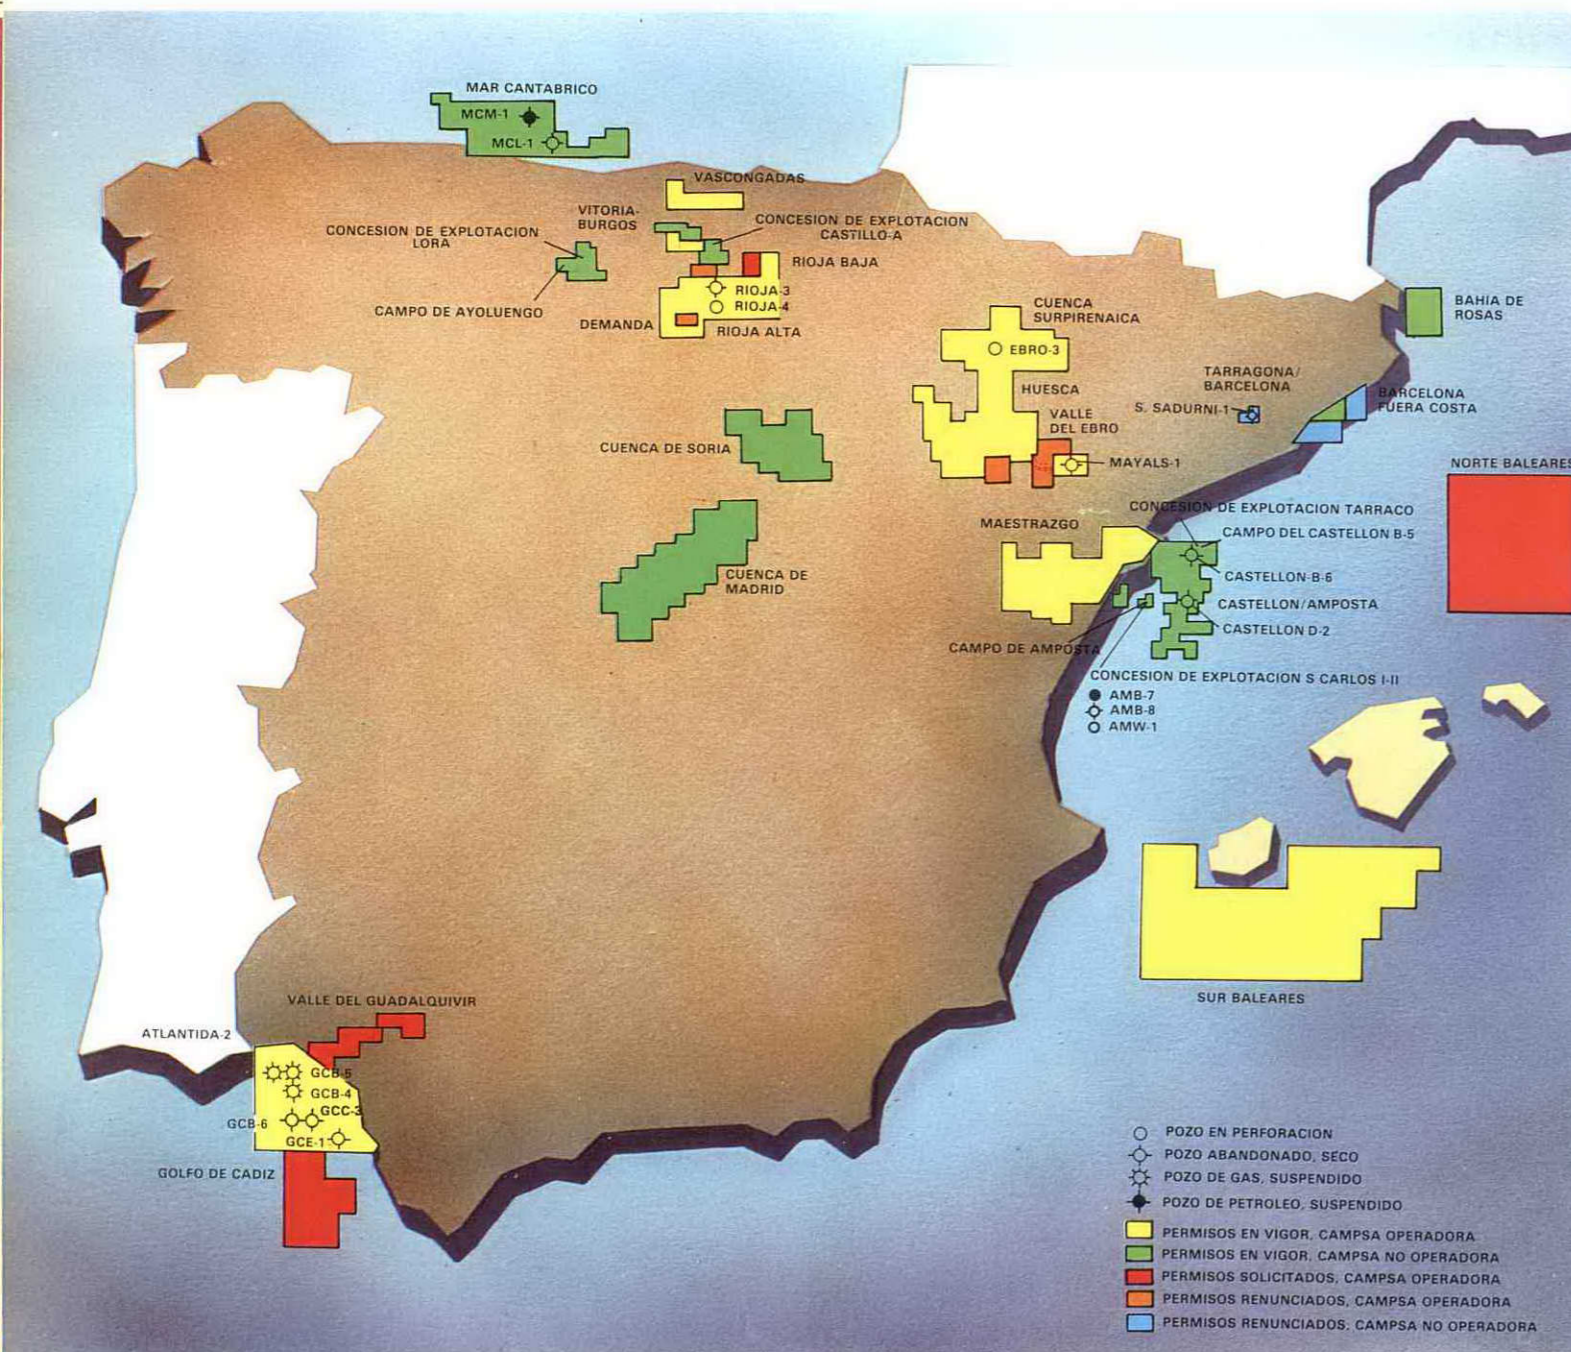 MAR CANTABRICO
MCM-1
MCL-1
VASCONGADAS
VITORIA-
BURGOS
CONCESION DE EXPLOTACION
CASTILLO-A
CONCESION DE EXPLOTACION
LORA
CAMPO DE AYOLUENGO
RIOJA BAJA
RIOJA-3
RIOJA-4
DEMANDA
RIOJA ALTA
CUENCA
SURPIRENAICA
EBRO-3
HUESCA
VALLE
DEL EBRO
MAYALS-1
TARRAGONA/
BARCELONA
S. SADURNI-1
BAHIA DE
ROSAS
BARCELONA
FUERA COSTA
CUENCA DE SORIA
NORTE BALEARES
CUENCA DE
MADRID
MAESTRAZGO
CONCESION DE EXPLOTACION TARRACO
CAMPO DEL CASTELLON B-5
CASTELLON-B-6
CASTELLON/AMPOSTA
CASTELLON D-2
CAMPO DE AMPOSTA
CONCESION DE EXPLOTACION S CARLOS I-II
AMB-7
AMB-8
AMW-1
SUR BALEARES
VALLE DEL GUADALQUIVIR
ATLANTIDA-2
GCB-5
GCB-4
GCC-3
GCB-6
GCE-1
GOLFO DE CADIZ
POZO EN PERFORACION
POZO ABANDONADO, SECO
POZO DE GAS, SUSPENDIDO
POZO DE PETROLEO, SUSPENDIDO
PERMISOS EN VIGOR, CAMPSA OPERADORA
PERMISOS EN VIGOR, CAMPSA NO OPERADORA
PERMISOS SOLICITADOS, CAMPSA OPERADORA
PERMISOS RENUNCIADOS, CAMPSA OPERADORA
PERMISOS RENUNCIADOS, CAMPSA NO OPERADORA